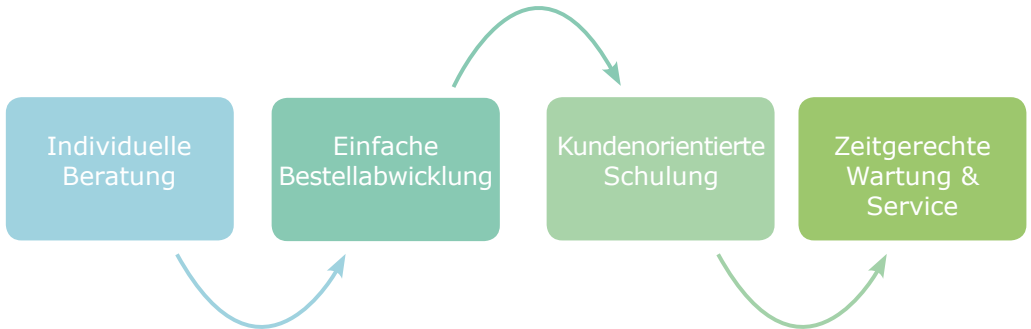 Individuelle
Beratung
Einfache
Bestellabwicklung
Kundenorientierte
Schulung
Zeitgerechte
Wartung &
Service